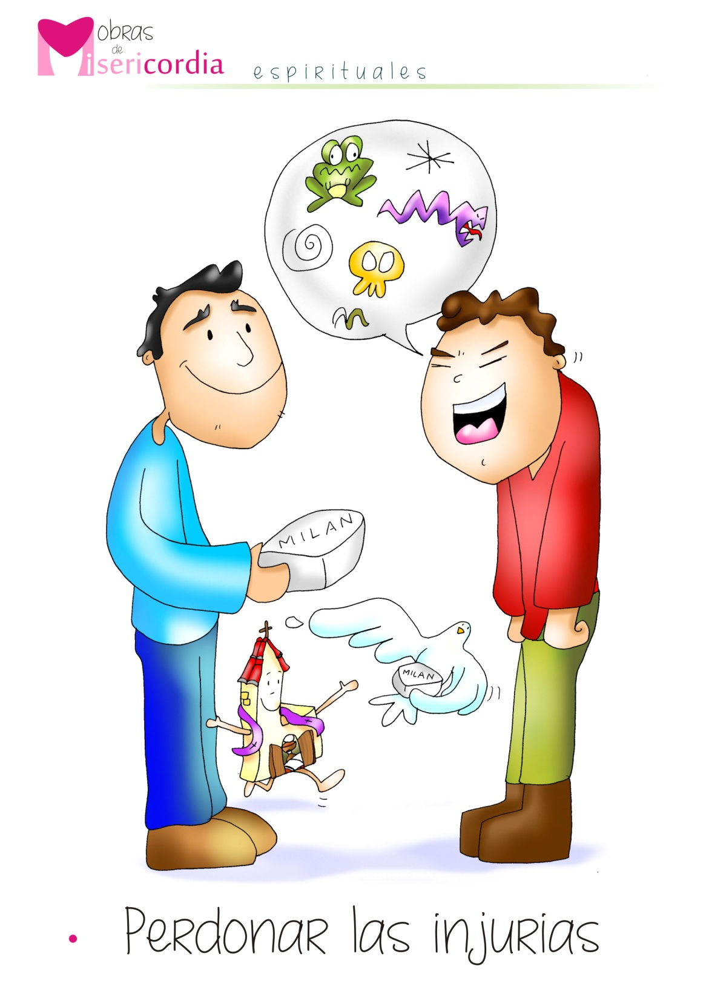 obras
de
Misericordia espirituales
MILAN
MILAN
• Perdonar las injurias